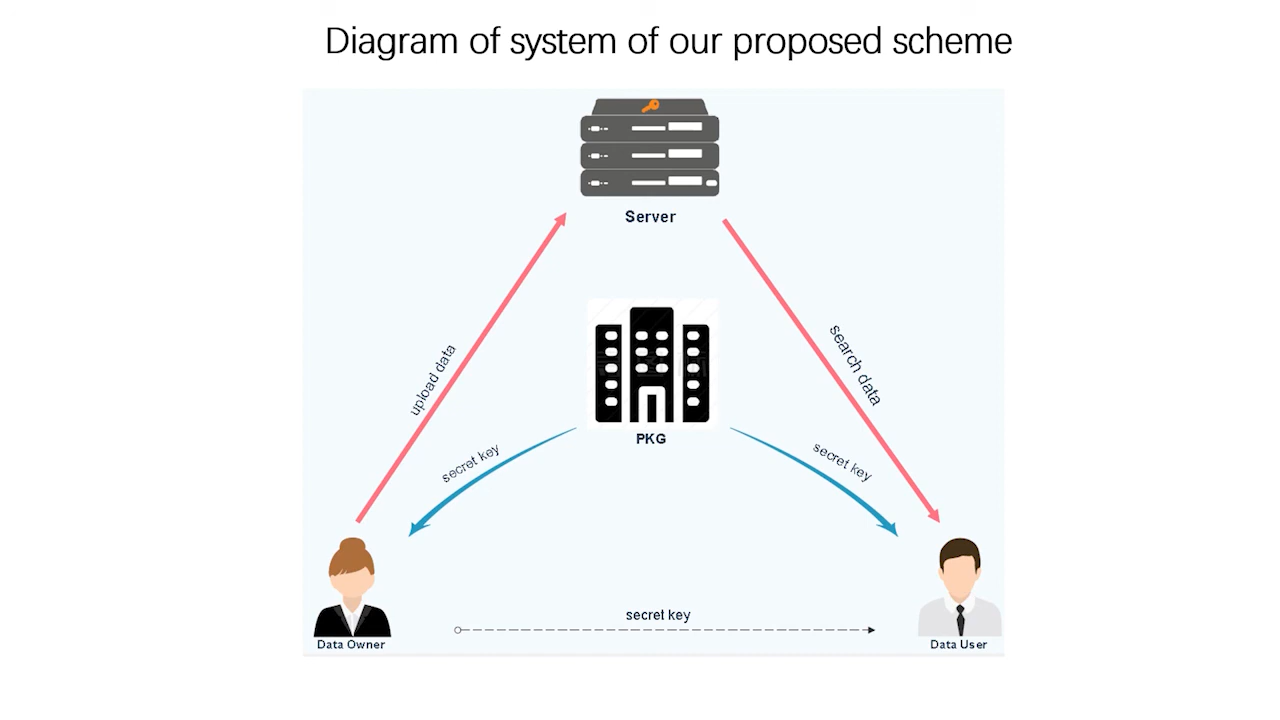 Diagram of system of our proposed scheme
Server
upload data
search data
PKG
secret key
secret key
secret key
Data Owner
Data User